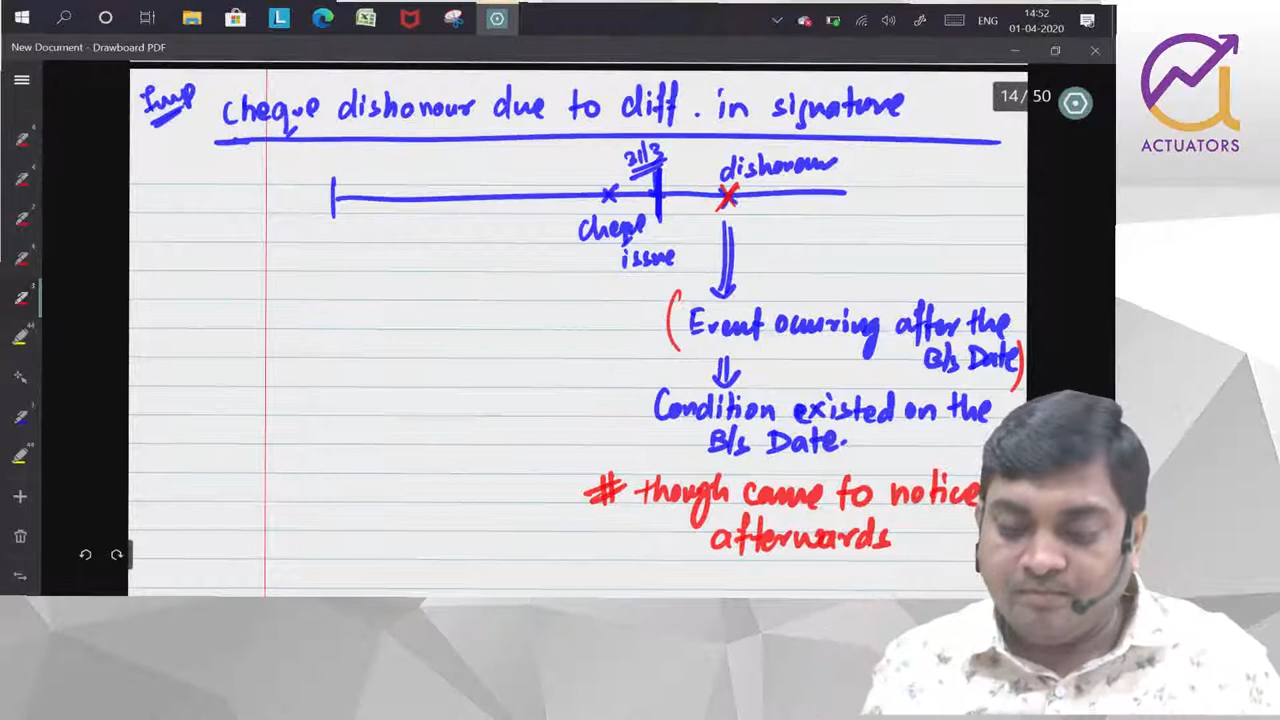 14:52
ENG
01-04-2020
New Document - Drawboard PDF
Imp cheque dishonour due to diff. in signature
14 / 50
31/3
dishonour
cheque
issue
(Event ocurring after the
B/s Date)
Condition existed on the
B/s Date.
# though came to notice
afterwards
ACTUATORS